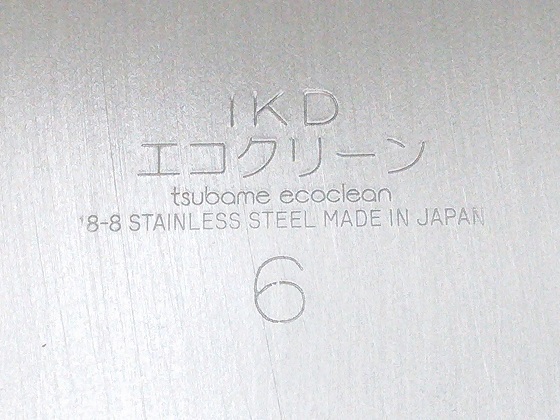 IKD
エコクリーン
tsubame ecoclean
18-8 STAINLESS STEEL MADE IN JAPAN
6